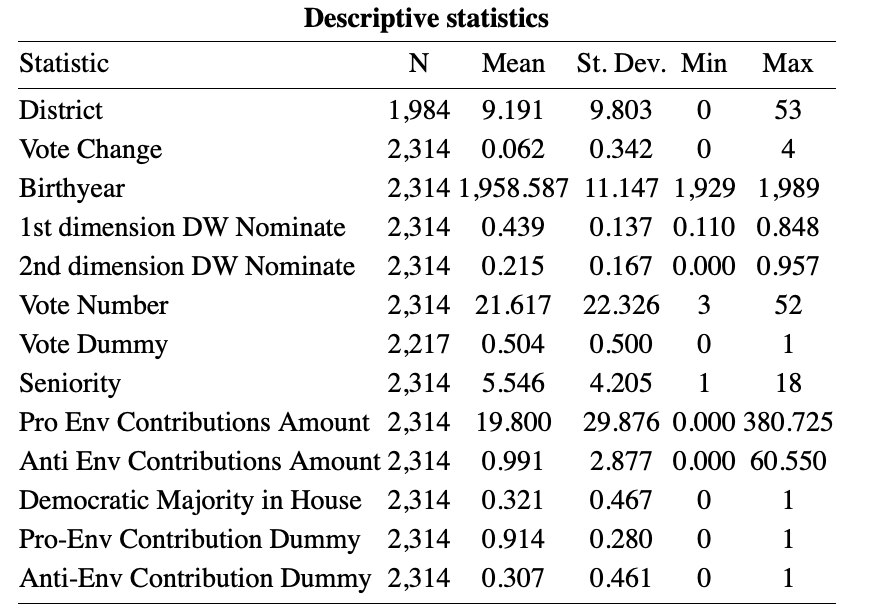 Descriptive statistics
Statistic N Mean St. Dev. Min Max
District 1,984 9.191 9.803 0 53
Vote Change 2,314 0.062 0.342 0 4
Birthyear 2,314 1,958.587 11.147 1,929 1,989
1st dimension DW Nominate 2,314 0.439 0.137 0.110 0.848
2nd dimension DW Nominate 2,314 0.215 0.167 0.000 0.957
Vote Number 2,314 21.617 22.326 3 52
Vote Dummy 2,217 0.504 0.500 0 1
Seniority 2,314 5.546 4.205 1 18
Pro Env Contributions Amount 2,314 19.800 29.876 0.000 380.725
Anti Env Contributions Amount 2,314 0.991 2.877 0.000 60.550
Democratic Majority in House 2,314 0.321 0.467 0 1
Pro-Env Contribution Dummy 2,314 0.914 0.280 0 1
Anti-Env Contribution Dummy 2,314 0.307 0.461 0 1